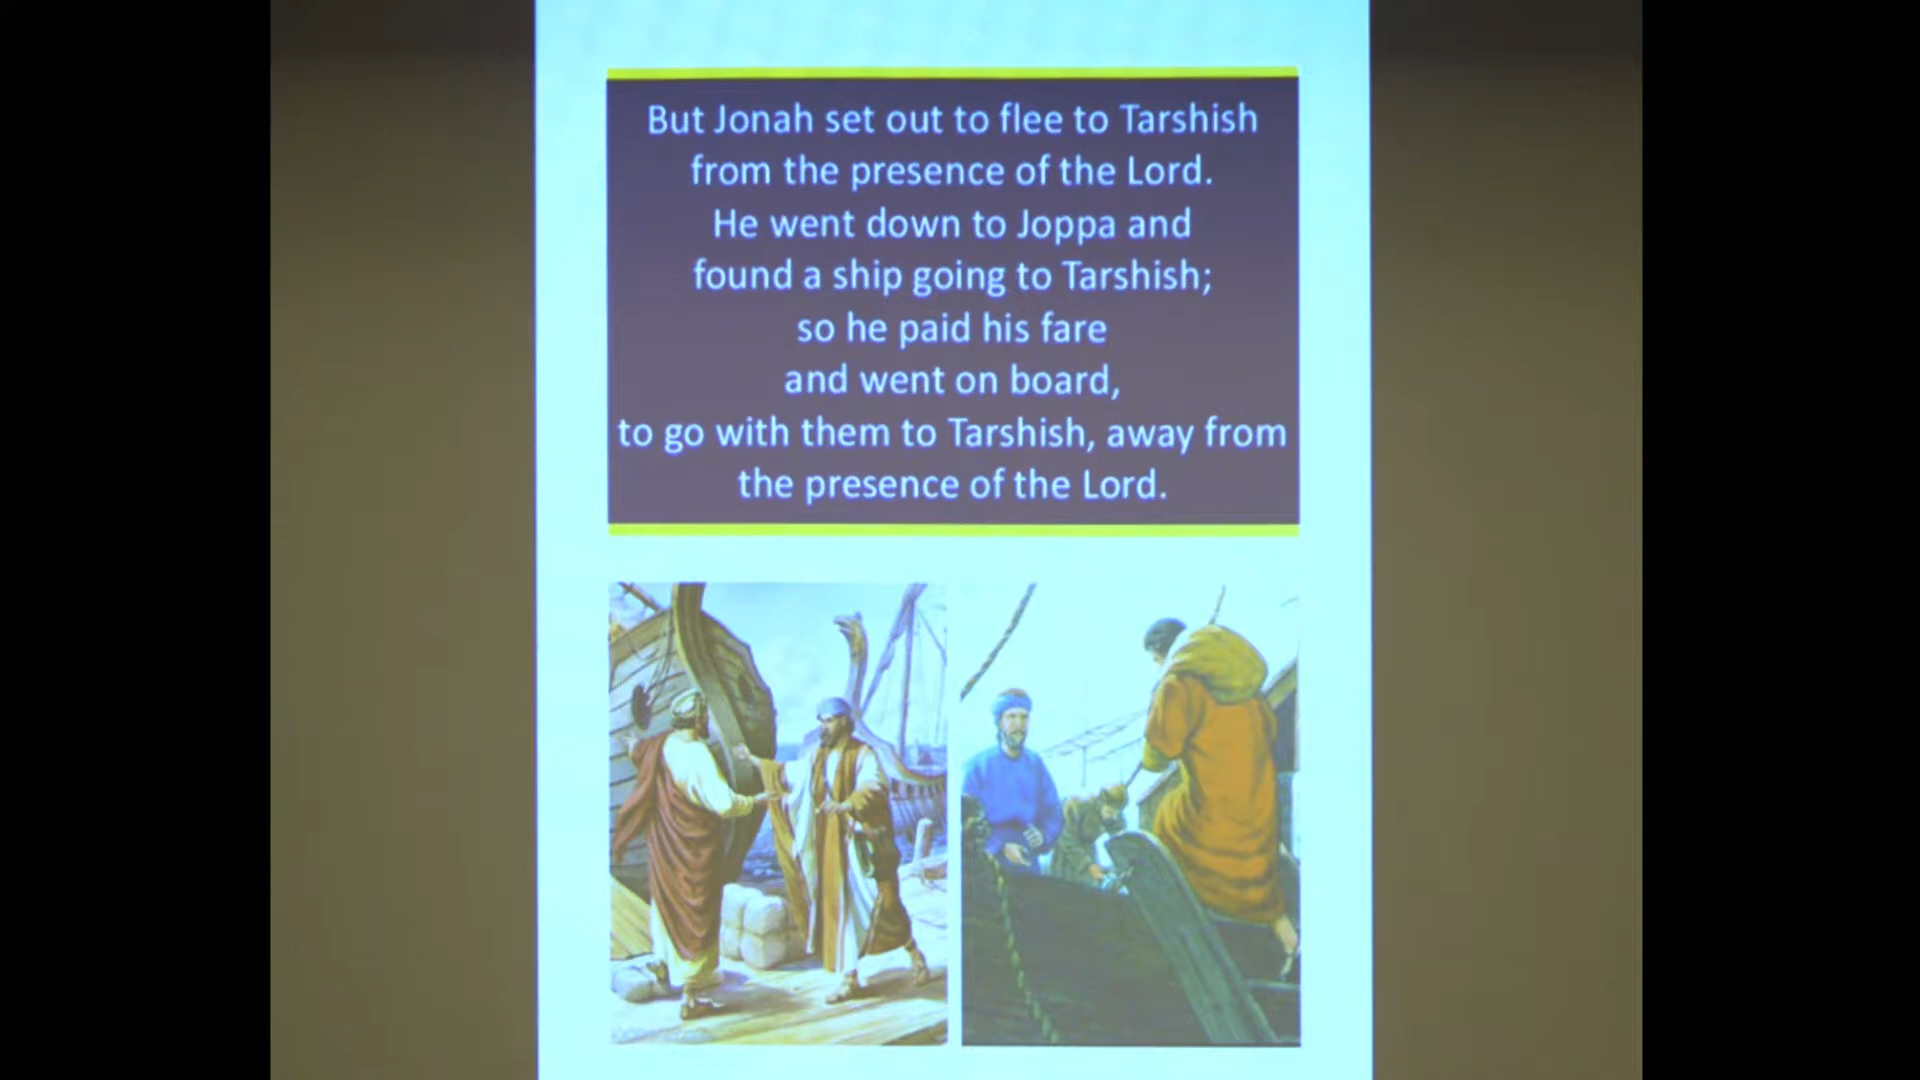 But Jonah set out to flee to Tarshish
from the presence of the Lord.
He went down to Joppa and
found a ship going to Tarshish;
so he paid his fare
and went on board,
to go with them to Tarshish, away from
the presence of the Lord.